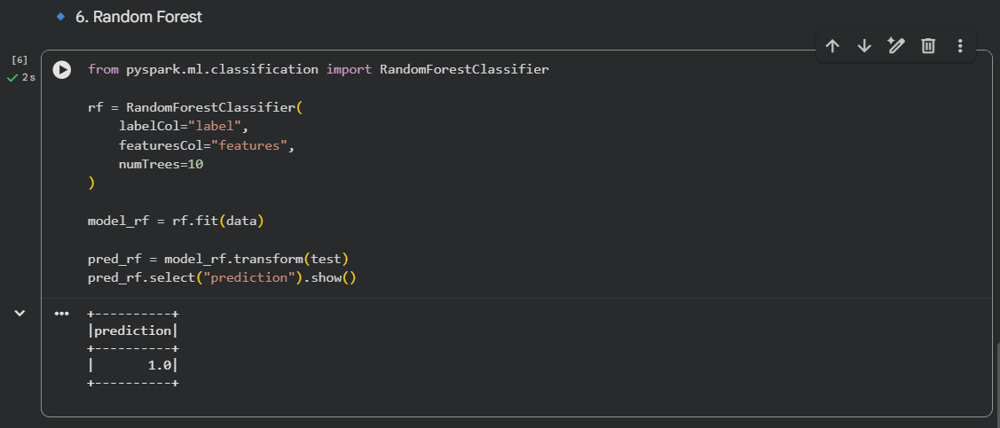 6. Random Forest
[6]
2s
from pyspark.ml.classification import RandomForestClassifier
rf = RandomForestClassifier(
    labelCol="label",
    featuresCol="features",
    numTrees=10
)
model_rf = rf.fit(data)
pred_rf = model_rf.transform(test)
pred_rf.select("prediction").show()
+----------+
|prediction|
+----------+
|       1.0|
+----------+